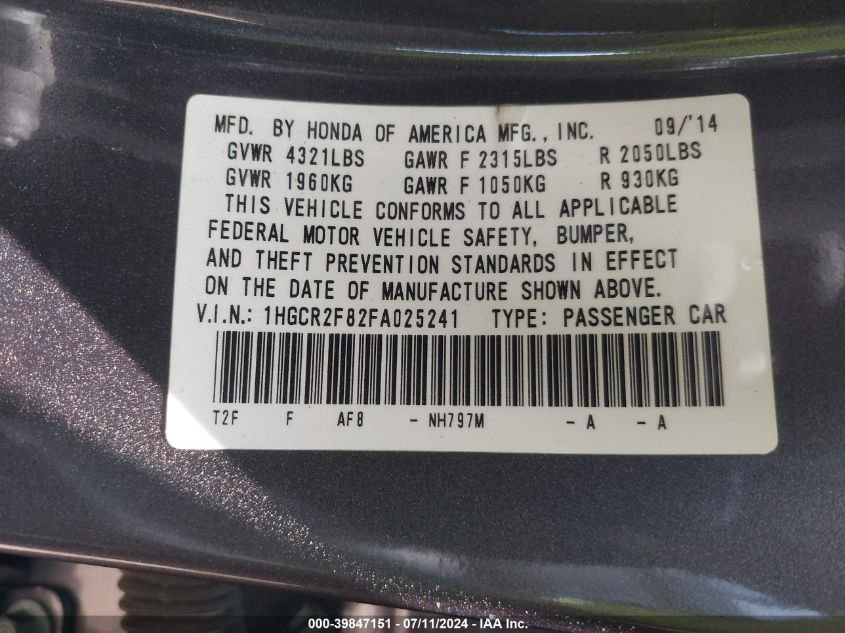 MFD. BY HONDA OF AMERICA MFG., INC. 09/'14
GVWR 4321LBS GAWR F 2315LBS R 2050LBS
GVWR 1960KG GAWR F 1050KG R 930KG
THIS VEHICLE CONFORMS TO ALL APPLICABLE
FEDERAL MOTOR VEHICLE SAFETY, BUMPER,
AND THEFT PREVENTION STANDARDS IN EFFECT
ON THE DATE OF MANUFACTURE SHOWN ABOVE.
V.I.N.: 1HGCR2F82FA025241 TYPE: PASSENGER CAR
T2F F AF8 - NH797M - A - A
000-39847151 - 07/11/2024 - IAA Inc.